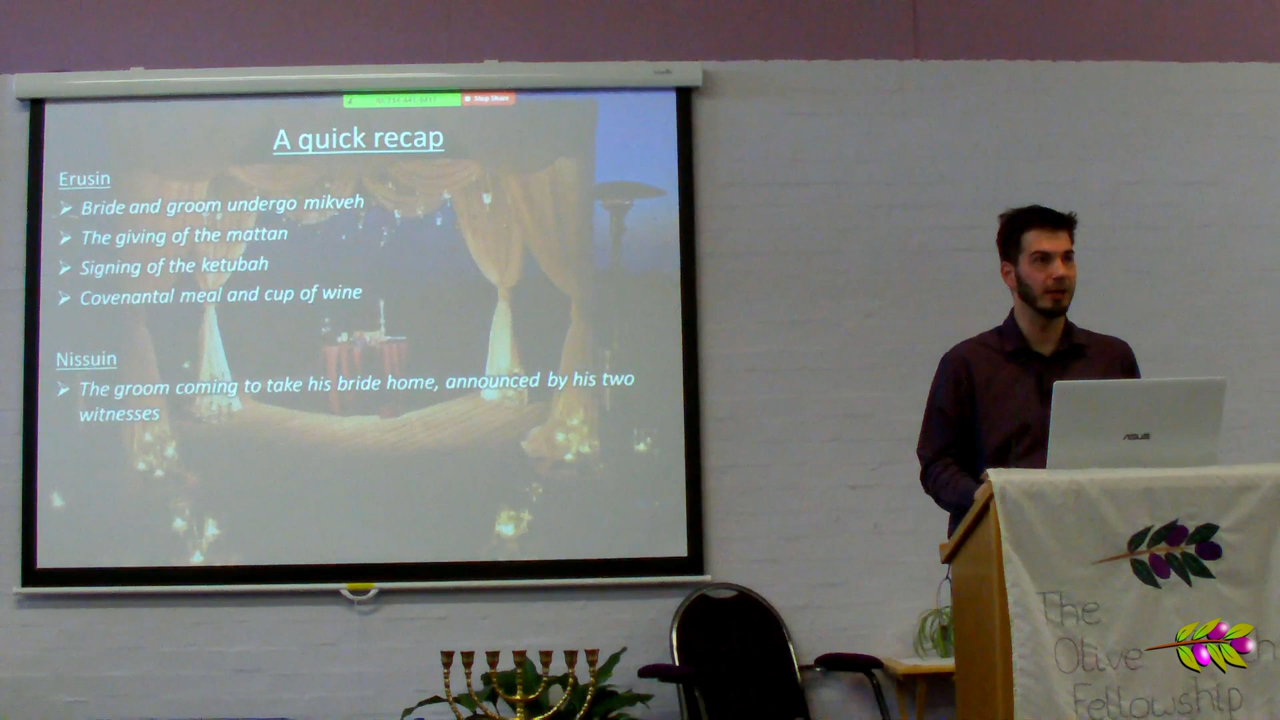 Stop Share
A quick recap
Erusin
➢ Bride and groom undergo mikveh
➢ The giving of the mattan
➢ Signing of the ketubah
➢ Covenantal meal and cup of wine
Nissuin
➢ The groom coming to take his bride home, announced by his two
witnesses
ASUS
The
Olive
Fellowship